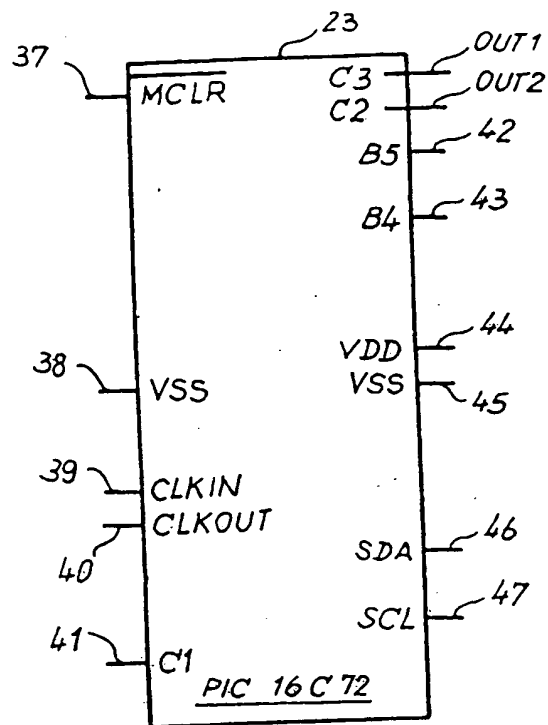 23
37
MCLR
C3
OUT1
C2
OUT2
B5
42
B4
43
VDD
44
38
VSS
VSS
45
39
CLKIN
40
CLKOUT
SDA
46
SCL
47
41
C1
PIC 16C72